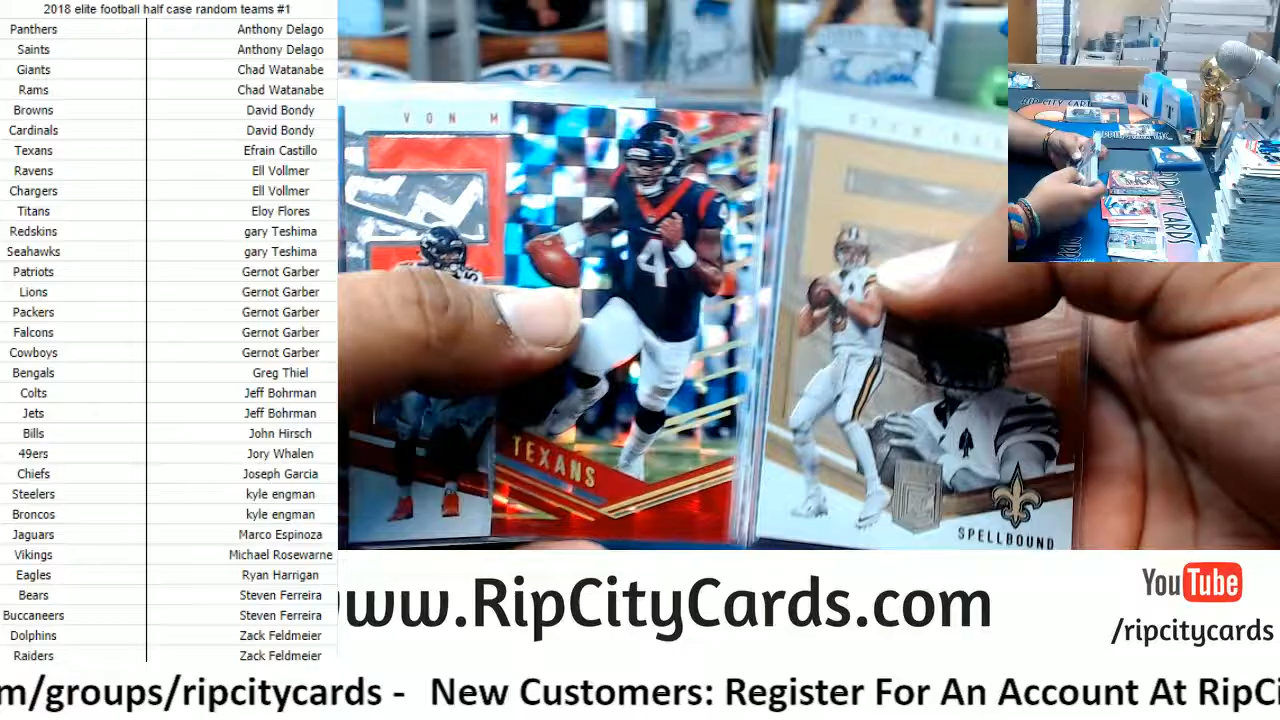 2018 elite football half case random teams #1
Panthers Anthony Delago
Saints Anthony Delago
Giants Chad Watanabe
Rams Chad Watanabe
Browns David Bondy
Cardinals David Bondy
Texans Efrain Castillo
Ravens Ell Vollmer
Chargers Ell Vollmer
Titans Eloy Flores
Redskins gary Teshima
Seahawks gary Teshima
Patriots Gernot Garber
Lions Gernot Garber
Packers Gernot Garber
Falcons Gernot Garber
Cowboys Gernot Garber
Bengals Greg Thiel
Colts Jeff Bohrman
Jets Jeff Bohrman
Bills John Hirsch
49ers Jory Whalen
Chiefs Joseph Garcia
Steelers kyle engman
Broncos kyle engman
Jaguars Marco Espinoza
Vikings Michael Rosewarne
Eagles Ryan Harrigan
Bears Steven Ferreira
Buccaneers Steven Ferreira
Dolphins Zack Feldmeier
Raiders Zack Feldmeier
VON M
4
TEXANS
SPELLBOUND
ww.RipCityCards.com
YouTube
/ripcitycards
m/groups/ripcitycards - New Customers: Register For An Account At RipCi